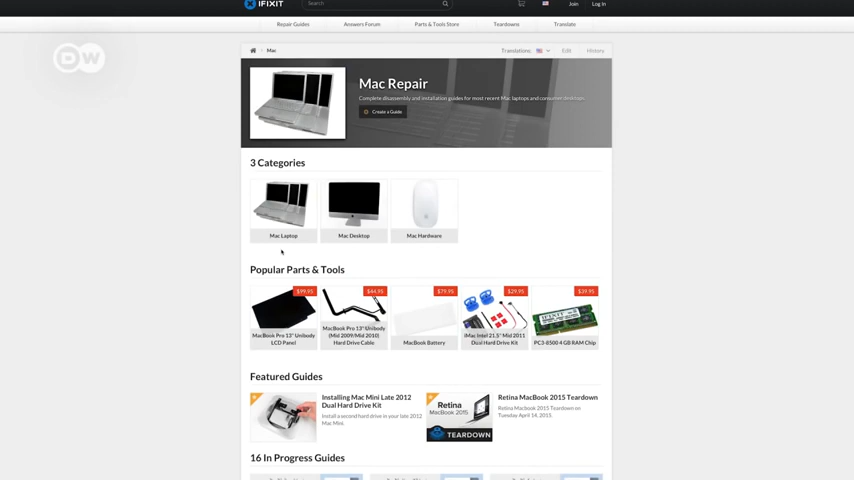 IFIXIT
Search
Join
Log In
Repair Guides
Answers Forum
Parts & Tools Store
Teardowns
Translate
DW
Mac
Translations:
Edit
History
Mac Repair
Complete disassembly and installation guides for most recent Mac laptops and consumer desktops.
Create a Guide
3 Categories
Mac Laptop
Mac Desktop
Mac Hardware
Popular Parts & Tools
$99.95
$44.95
$79.95
$29.95
$39.95
MacBook Pro 13" Unibody
LCD Panel
MacBook Pro 13" Unibody
(Mid 2009/Mid 2010)
Hard Drive Cable
MacBook Battery
iMac Intel 21.5" Mid 2011
Dual Hard Drive Kit
PC3-8500 4 GB RAM Chip
Featured Guides
Installing Mac Mini Late 2012
Dual Hard Drive Kit
Install a second hard drive in your late 2012
Mac Mini.
Retina
MacBook 2015
TEARDOWN
Retina MacBook 2015 Teardown
Retina MacBook 2015 Teardown on
Tuesday April 14, 2015.
16 In Progress Guides